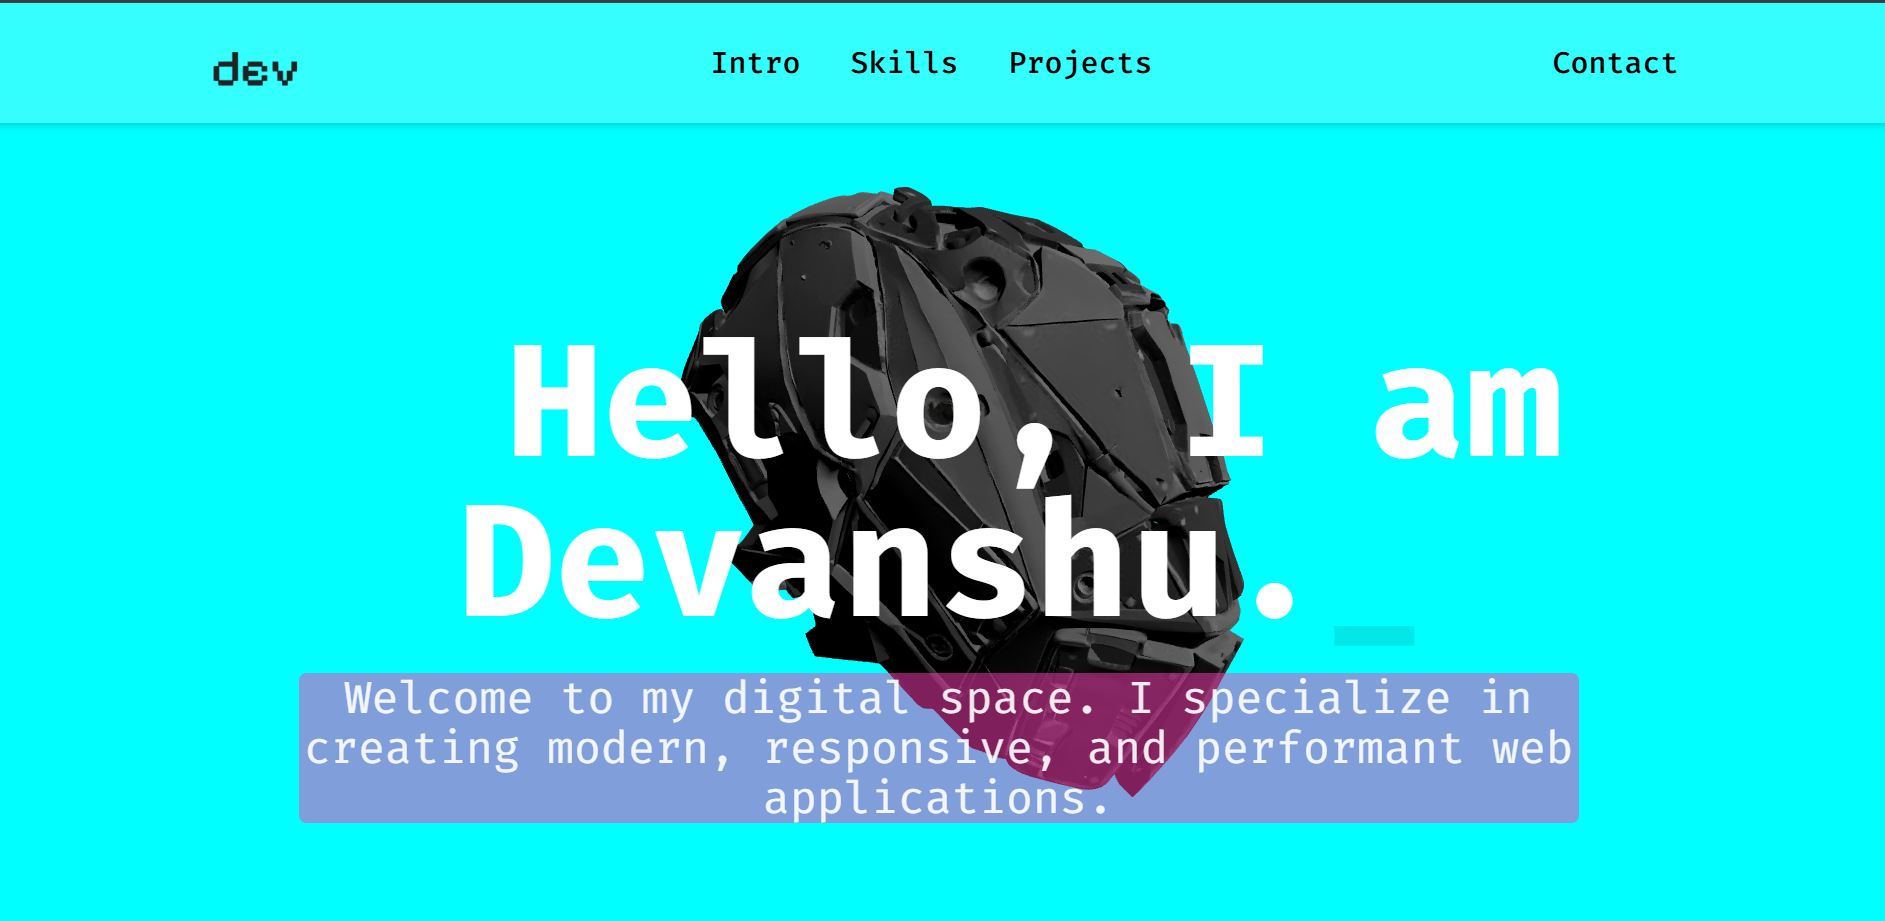 dev
Intro Skills Projects
Contact
Hello, I am
Devanshu.
Welcome to my digital space. I specialize in
creating modern, responsive, and performant web
applications.